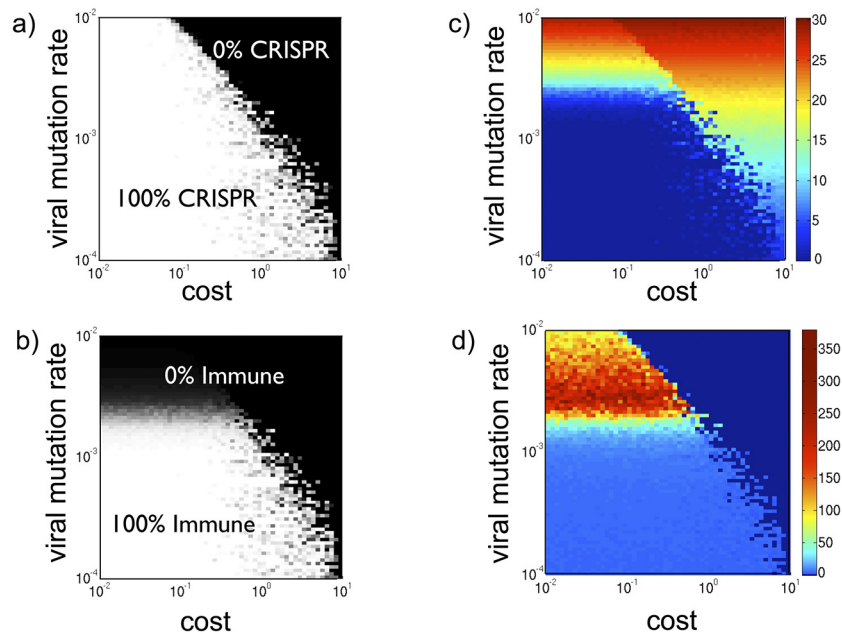 a)
viral mutation rate
10-2
10-3
10-4
0% CRISPR
100% CRISPR
10-2
10-1
100
101
cost
c)
viral mutation rate
10-2
10-3
10-4
10-2
10-1
100
101
cost
30
25
20
15
10
5
0
b)
viral mutation rate
10-2
10-3
10-4
0% Immune
100% Immune
10-2
10-1
100
101
cost
d)
viral mutation rate
10-2
10-3
10-4
10-2
10-1
100
101
cost
350
300
250
200
150
100
50
0